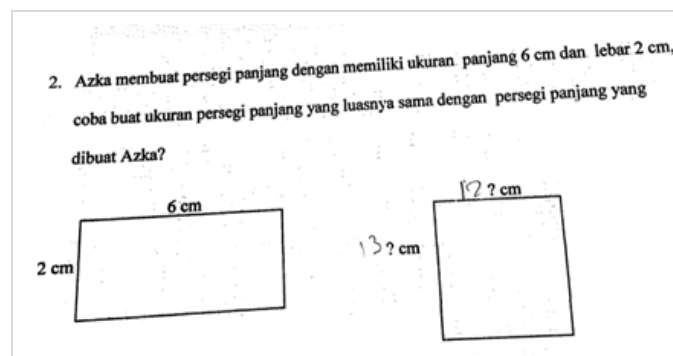 2. Azka membuat persegi panjang dengan memiliki ukuran panjang 6 cm dan lebar 2 cm,
coba buat ukuran persegi panjang yang luasnya sama dengan persegi panjang yang
dibuat Azka?
6 cm
12 ? cm
2 cm
13 ? cm